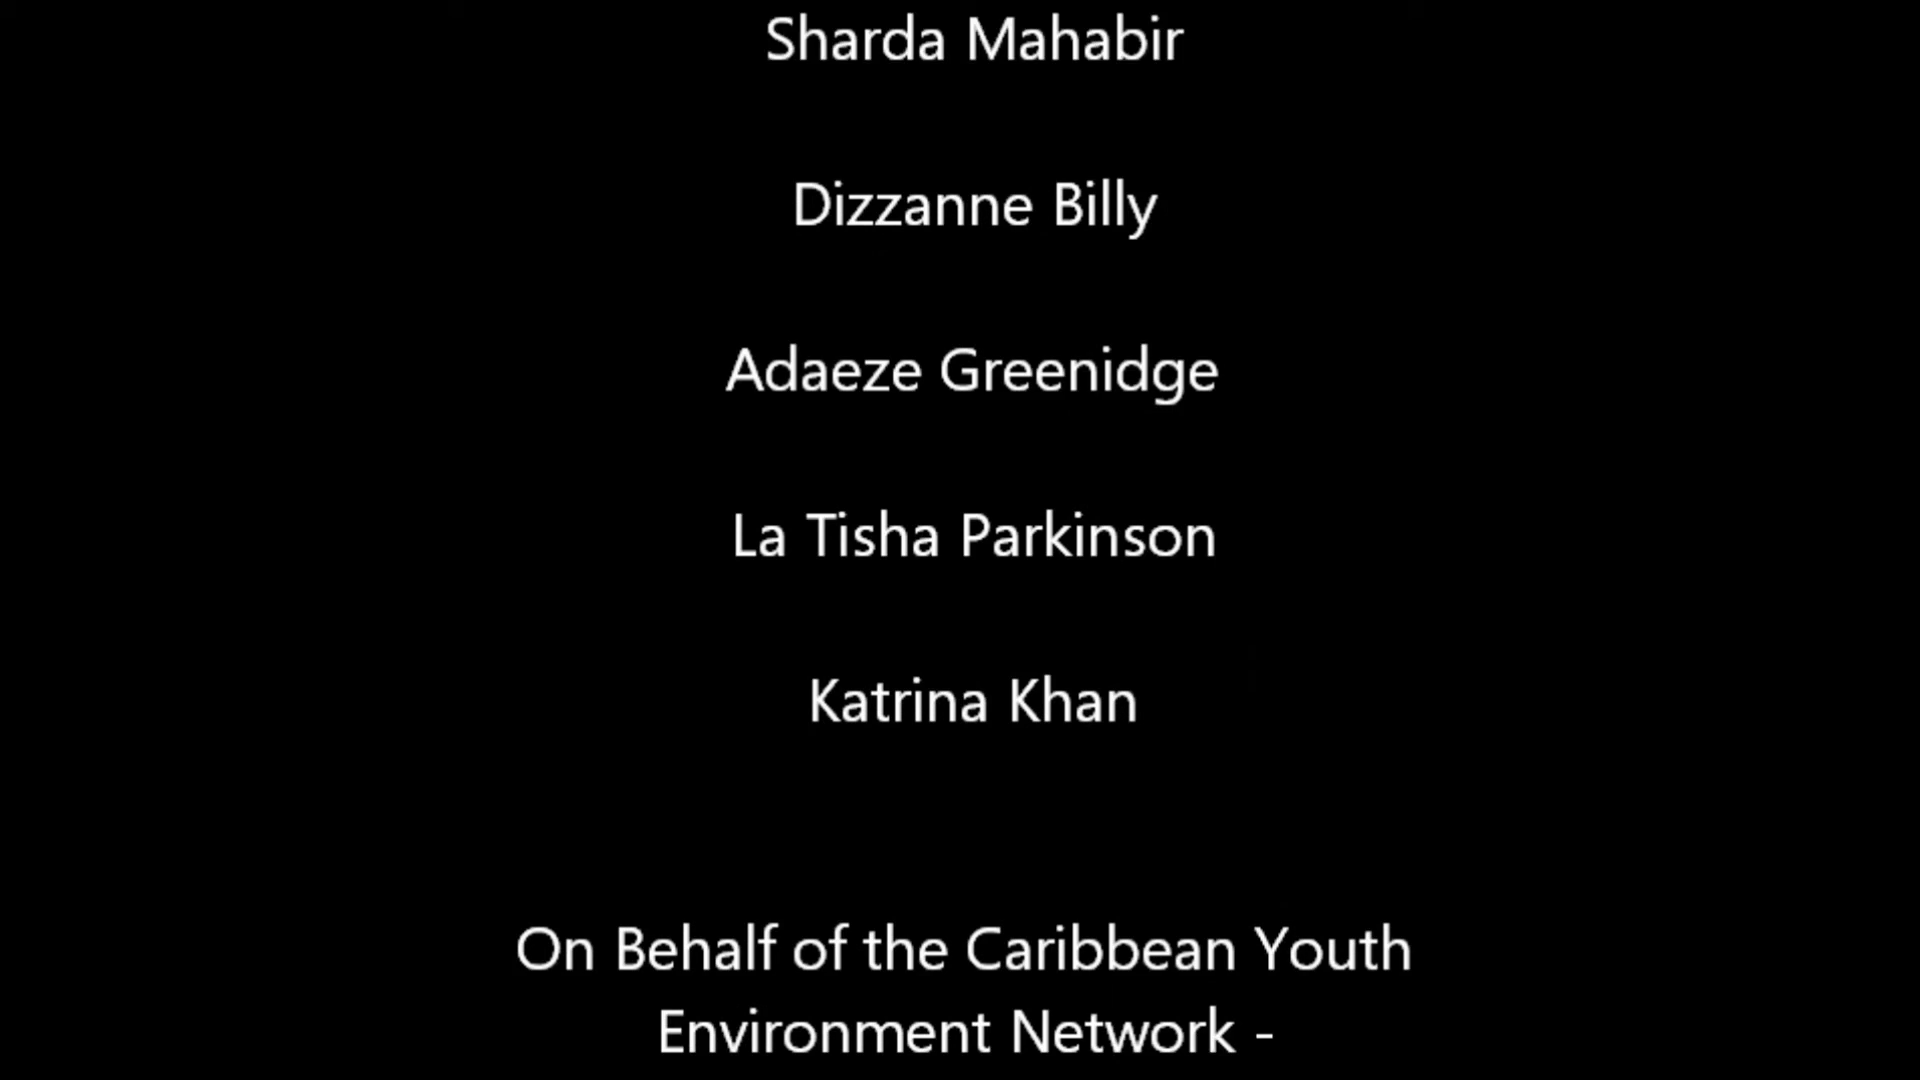 Sharda Mahabir
Dizzanne Billy
Adaeze Greenidge
La Tisha Parkinson
Katrina Khan
On Behalf of the Caribbean Youth
Environment Network -